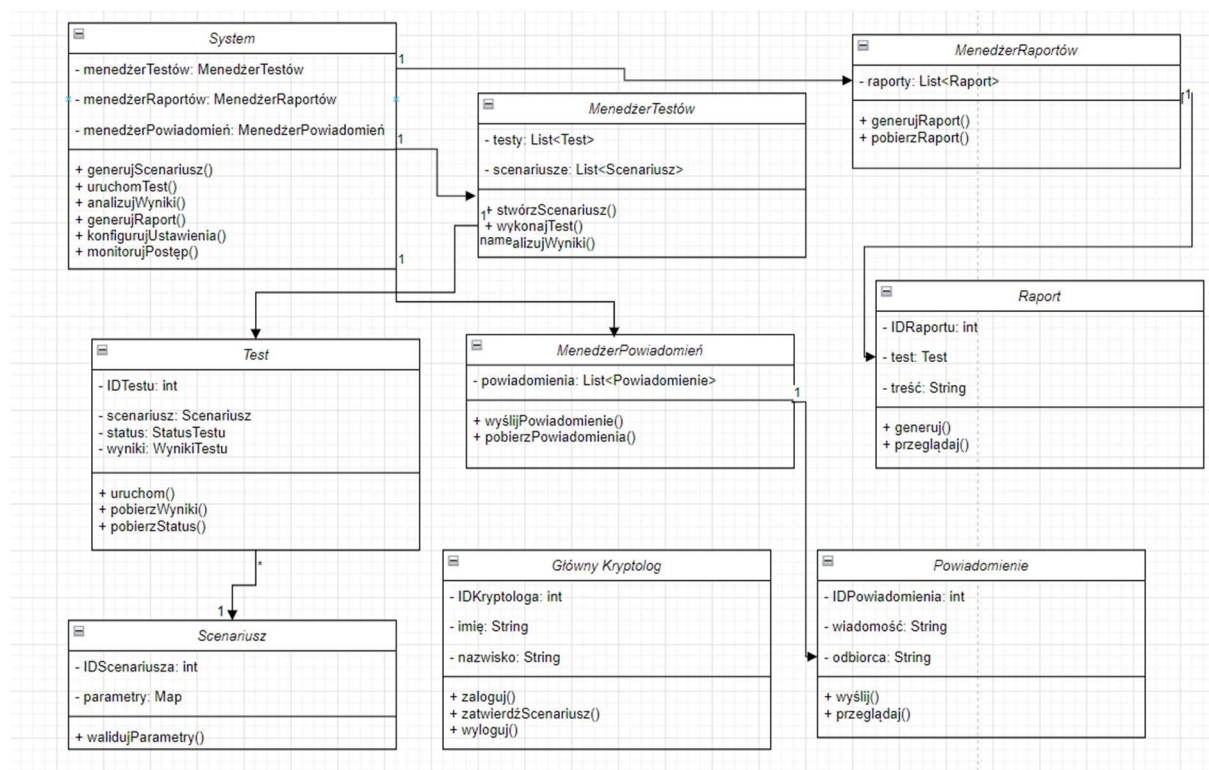 System
- menedżerTestów: MenedżerTestów
- menedżerRaportów: MenedżerRaportów
- menedżerPowiadomień: MenedżerPowiadomień
+ generujScenariusz()
+ uruchomTest()
+ analizujWyniki()
+ generujRaport()
+ konfigurujUstawienia()
+ monitorujPostęp()
1
1
1
MenedżerTestów
- testy: List<Test>
- scenariusze: List<Scenariusz>
+ stwórzScenariusz()
1
+ wykonajTest()
name
alizujWyniki()
MenedżerRaportów
- raporty: List<Raport>
+ generujRaport()
+ pobierzRaport()
1
Raport
- IDRaportu: int
- test: Test
- treść: String
+ generuj()
+ przeglądaj()
Test
- IDTestu: int
- scenariusz: Scenariusz
- status: StatusTestu
- wyniki: WynikiTestu
+ uruchom()
+ pobierzWyniki()
+ pobierzStatus()
*
1
MenedżerPowiadomień
- powiadomienia: List<Powiadomienie>
+ wyślijPowiadomienie()
+ pobierzPowiadomienia()
1
Scenariusz
- IDScenariusza: int
- parametry: Map
+ walidujParametry()
Główny Kryptolog
- IDKryptologa: int
- imię: String
- nazwisko: String
+ zaloguj()
+ zatwierdźScenariusz()
+ wyloguj()
Powiadomienie
- IDPowiadomienia: int
- wiadomość: String
- odbiorca: String
+ wyślij()
+ przeglądaj()